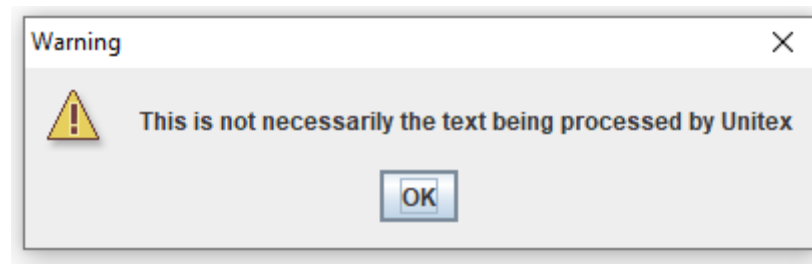 Warning
This is not necessarily the text being processed by Unitex
OK